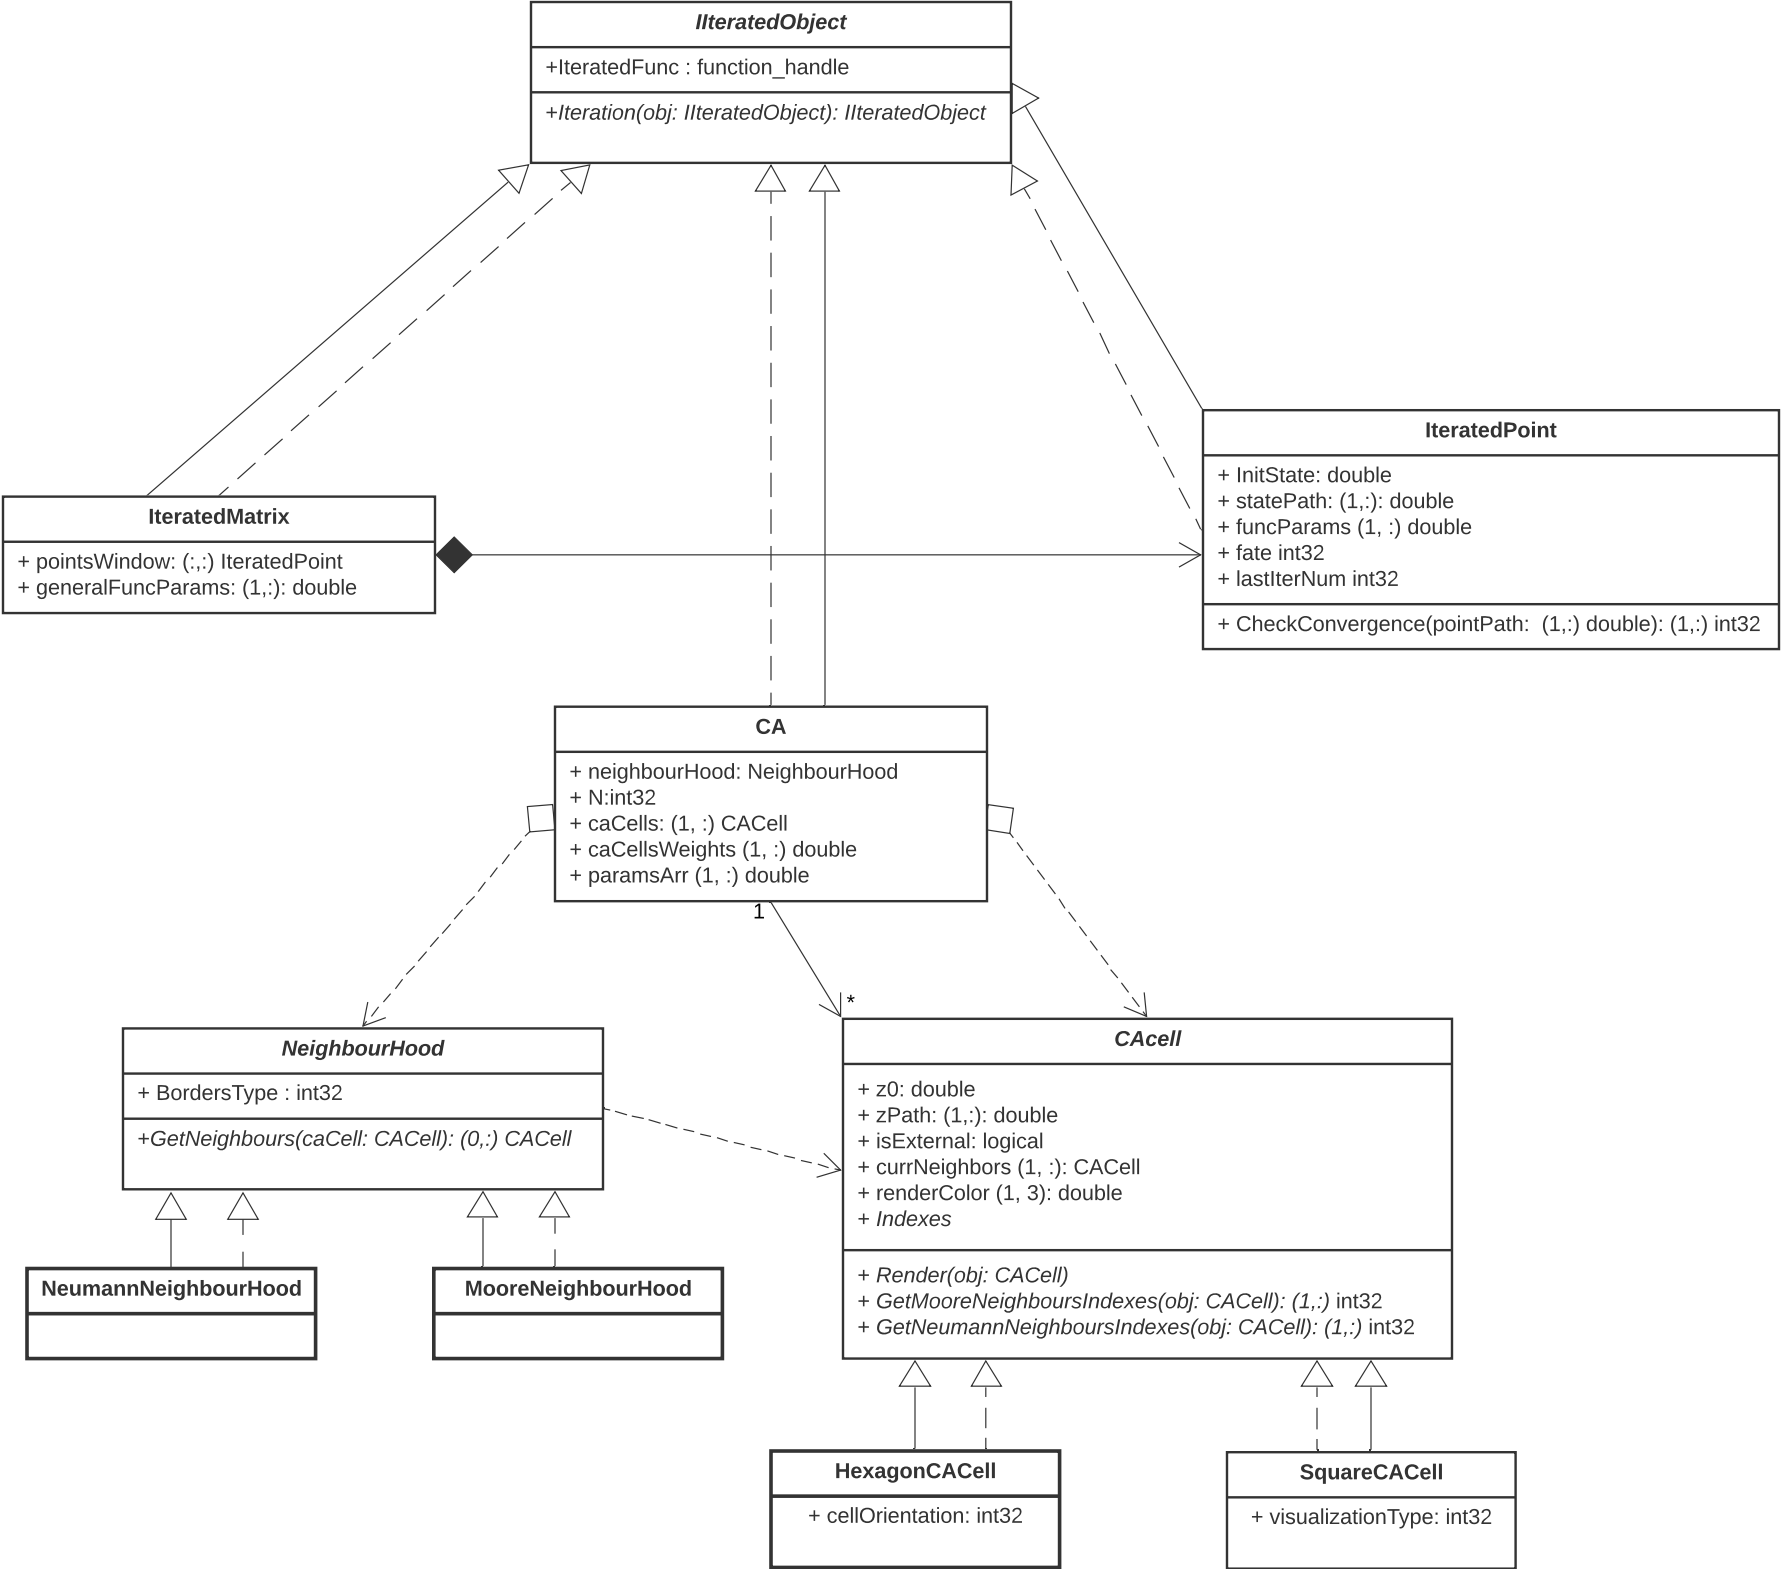 IIteratedObject
+IteratedFunc : function_handle
+Iteration(obj: IIteratedObject): IIteratedObject
IteratedPoint
+ InitState: double
+ statePath: (1,:): double
+ funcParams (1, :) double
+ fate int32
+ lastIterNum int32
+ CheckConvergence(pointPath:  (1,:) double): (1,:) int32
IteratedMatrix
+ pointsWindow: (:,:) IteratedPoint
+ generalFuncParams: (1,:): double
CA
+ neighbourHood: NeighbourHood
+ N:int32
+ caCells: (1, :) CACell
+ caCellsWeights (1, :) double
+ paramsArr (1, :) double
1
*
NeighbourHood
+ BordersType : int32
+GetNeighbours(caCell: CACell): (0,:) CACell
CAcell
+ z0: double
+ zPath: (1,:): double
+ isExternal: logical
+ currNeighbors (1, :): CACell
+ renderColor (1, 3): double
+ Indexes
+ Render(obj: CACell)
+ GetMooreNeighboursIndexes(obj: CACell): (1,:) int32
+ GetNeumannNeighboursIndexes(obj: CACell): (1,:) int32
NeumannNeighbourHood
MooreNeighbourHood
HexagonCACell
+ cellOrientation: int32
SquareCACell
+ visualizationType: int32